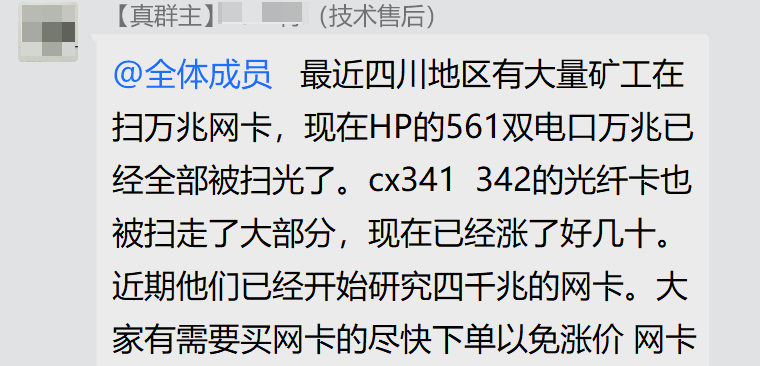 【真群主】（技术售后）
@全体成员 最近四川地区有大量矿工在
扫万兆网卡，现在HP的561双电口万兆已
经全部被扫光了。cx341 342的光纤卡也
被扫走了大部分，现在已经涨了好几十。
近期他们已经开始研究四千兆的网卡。大
家有需要买网卡的尽快下单以免涨价 网卡